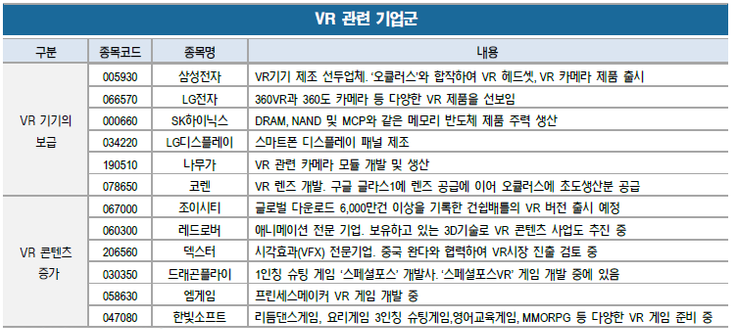 VR 관련 기업군
구분 종목코드 종목명 내용
VR 기기의
보급
005930 삼성전자 VR기기 제조 선두업체. '오큘러스'와 합작하여 VR 헤드셋, VR 카메라 제품 출시
066570 LG전자 360VR과 360도 카메라 등 다양한 VR 제품을 선보임
000660 SK하이닉스 DRAM, NAND 및 MCP와 같은 메모리 반도체 제품 주력 생산
034220 LG디스플레이 스마트폰 디스플레이 패널 제조
190510 나무가 VR 관련 카메라 모듈 개발 및 생산
078650 코렌 VR 렌즈 개발. 구글 글라스1에 렌즈 공급에 이어 오큘러스에 초도생산분 공급
VR 콘텐츠
증가
067000 조이시티 글로벌 다운로드 6,000만건 이상을 기록한 건쉽배틀의 VR 버전 출시 예정
060300 레드로버 애니메이션 전문 기업. 보유하고 있는 3D기술로 VR 콘텐츠 사업도 추진 중
206560 덱스터 시각효과(VFX) 전문기업. 중국 완다와 협력하여 VR시장 진출 검토 중
030350 드래곤플라이 1인칭 슈팅 게임 '스페셜포스' 개발사. '스페셜포스VR' 게임 개발 중에 있음
058630 엠게임 프린세스메이커 VR 게임 개발 중
047080 한빛소프트 리듬댄스게임, 요리게임 3인칭 슈팅게임,영어교육게임, MMORPG 등 다양한 VR 게임 준비 중